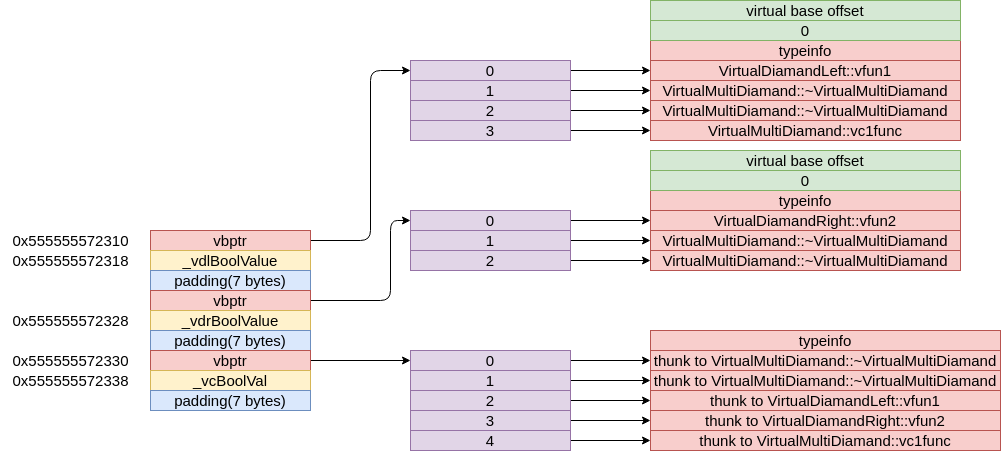 virtual base offset
0
typeinfo
0 VirtualDiamandLeft::vfun1
1 VirtualMultiDiamand::~VirtualMultiDiamand
2 VirtualMultiDiamand::~VirtualMultiDiamand
3 VirtualMultiDiamand::vc1func
virtual base offset
0
typeinfo
0 VirtualDiamandRight::vfun2
1 VirtualMultiDiamand::~VirtualMultiDiamand
2 VirtualMultiDiamand::~VirtualMultiDiamand
0x555555572310 vbptr
0x555555572318 _vdlBoolValue
padding(7 bytes)
vbptr
0x555555572328 _vdrBoolValue
padding(7 bytes)
0x555555572330 vbptr
0x555555572338 _vcBoolVal
padding(7 bytes)
typeinfo
0 thunk to VirtualMultiDiamand::~VirtualMultiDiamand
1 thunk to VirtualMultiDiamand::~VirtualMultiDiamand
2 thunk to VirtualDiamandLeft::vfun1
3 thunk to VirtualDiamandRight::vfun2
4 thunk to VirtualMultiDiamand::vc1func